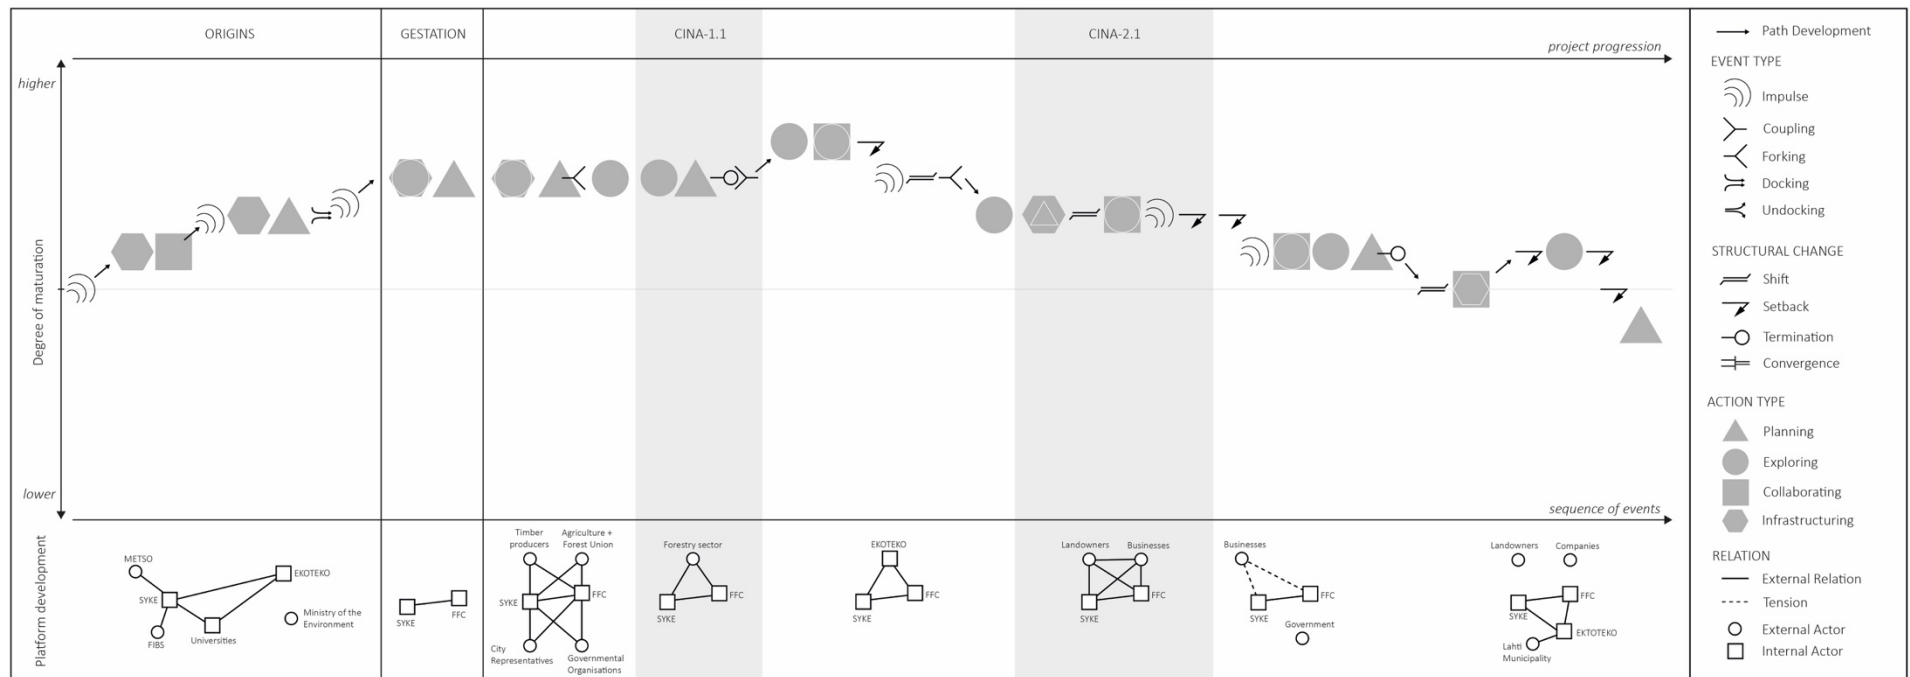 ORIGINS
GESTATION
CINA-1.1
CINA-2.1
project progression
higher
Degree of maturation
lower
sequence of events
Platform development
METSO
SYKE
FIBS
Universities
EKOTEKO
Ministry of the
Environment
SYKE
FFC
Timber
producers
Agriculture +
Forest Union
SYKE
FFC
City
Representatives
Governmental
Organisations
Forestry sector
FFC
SYKE
EKOTEKO
FFC
SYKE
Landowners
Businesses
FFC
SYKE
Businesses
FFC
SYKE
Government
Landowners
Companies
FFC
SYKE
EKTOTEKO
Lahti
Municipality
Path Development
EVENT TYPE
Impulse
Coupling
Forking
Docking
Undocking
STRUCTURAL CHANGE
Shift
Setback
Termination
Convergence
ACTION TYPE
Planning
Exploring
Collaborating
Infrastructuring
RELATION
External Relation
Tension
External Actor
Internal Actor